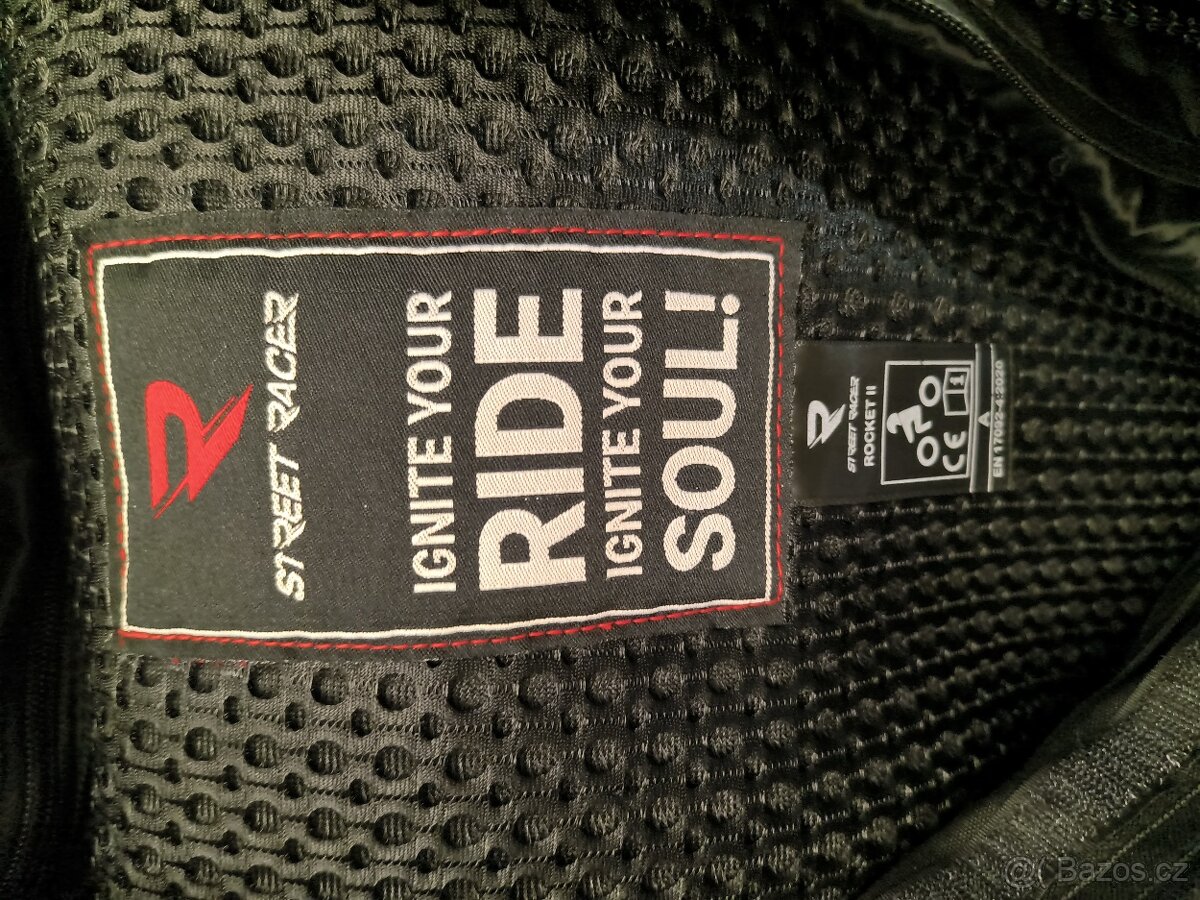 STREET RACER
IGNITE YOUR
RIDE
IGNITE YOUR
SOUL!
STREET RACER
ROCKET II
CE
i
A
EN 17092-4:2020
@ Bazos.cz